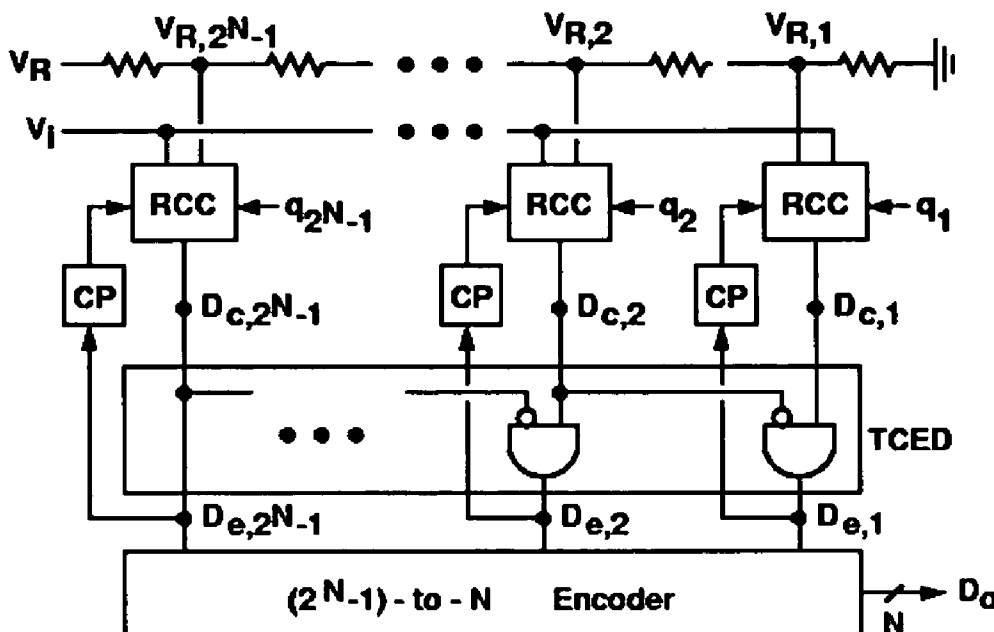 V_R V_R,2^N-1 V_R,2 V_R,1
V_i
RCC q_2^N-1 RCC q_2 RCC q_1
CP D_c,2^N-1 CP D_c,2 CP D_c,1
TCED
D_e,2^N-1 D_e,2 D_e,1
(2^N-1) - to - N Encoder
N
D_o